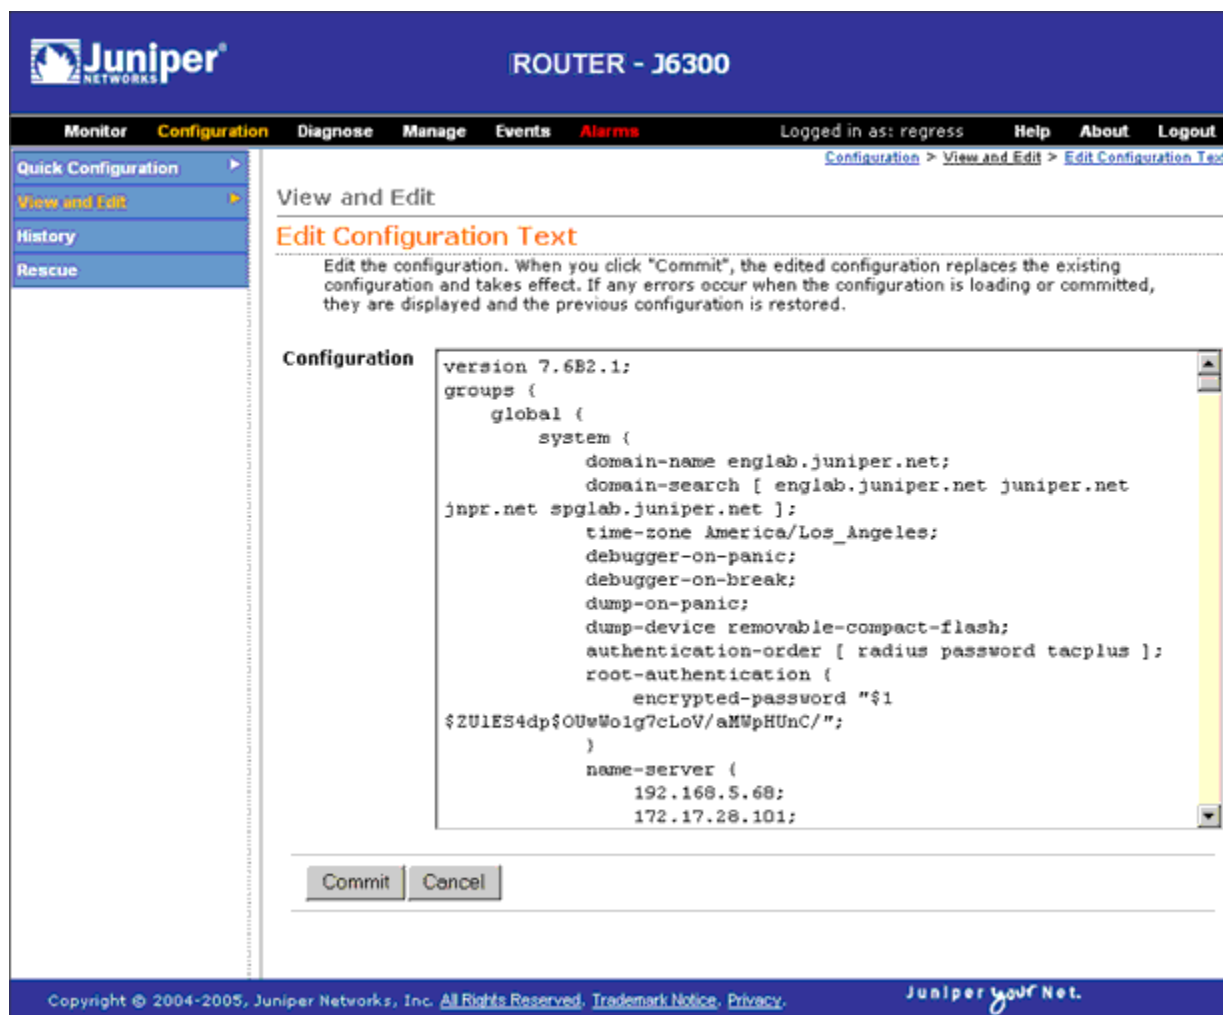 Juniper®
NETWORKS
ROUTER - J6300
Monitor Configuration Diagnose Manage Events Alarms Logged in as: regress Help About Logout
Configuration > View and Edit > Edit Configuration Tex
Quick Configuration
View and Edit
History
Rescue
View and Edit
Edit Configuration Text
Edit the configuration. When you click "Commit", the edited configuration replaces the existing
configuration and takes effect. If any errors occur when the configuration is loading or committed,
they are displayed and the previous configuration is restored.
Configuration
version 7.6B2.1;
groups {
global {
system {
domain-name englab.juniper.net;
domain-search [ englab.juniper.net juniper.net
jnpr.net spglab.juniper.net ];
time-zone America/Los_Angeles;
debugger-on-panic;
debugger-on-break;
dump-on-panic;
dump-device removable-compact-flash;
authentication-order [ radius password tacplus ];
root-authentication {
encrypted-password "$1
$ZUlES4dp$OUwWo1g7cLoV/aMWpHUnC/";
}
name-server {
192.168.5.68;
172.17.28.101;
Commit Cancel
Copyright © 2004-2005, Juniper Networks, Inc. All Rights Reserved. Trademark Notice. Privacy.
Juniper your Net.